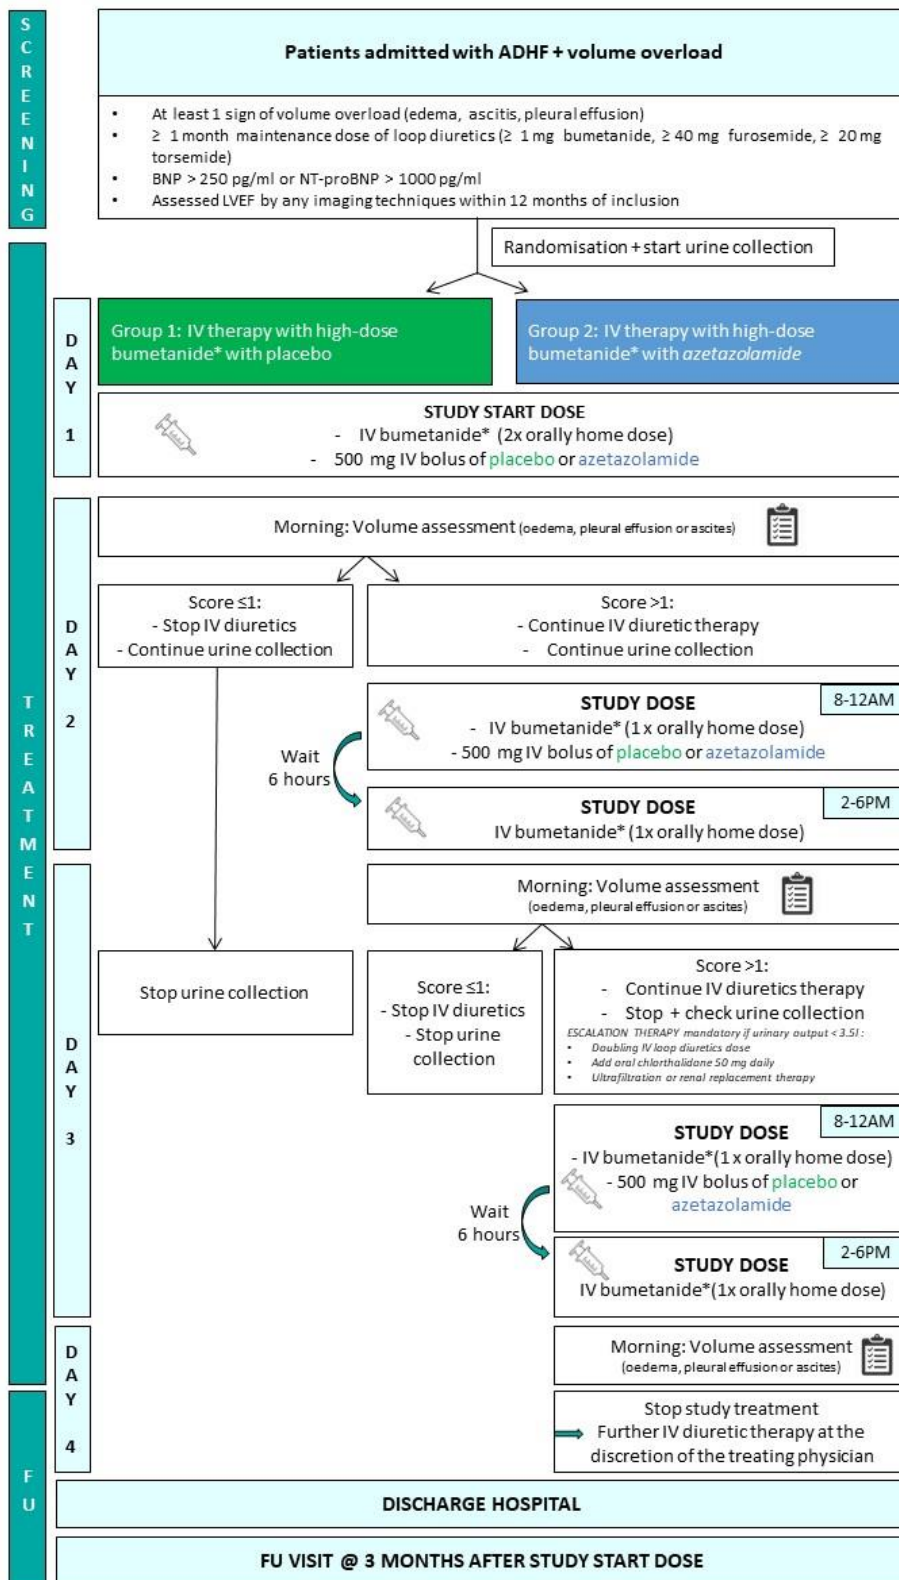 SCREENING
Patients admitted with ADHF + volume overload
• At least 1 sign of volume overload (edema, ascitis, pleural effusion)
• ≥ 1 month maintenance dose of loop diuretics (≥ 1 mg bumetanide, ≥ 40 mg furosemide, ≥ 20 mg
torsemide)
• BNP > 250 pg/ml or NT-proBNP > 1000 pg/ml
• Assessed LVEF by any imaging techniques within 12 months of inclusion
Randomisation + start urine collection
TREATMENT
DAY 1
Group 1: IV therapy with high-dose
bumetanide* with placebo
Group 2: IV therapy with high-dose
bumetanide* with azetazolamide
STUDY START DOSE
- IV bumetanide* (2x orally home dose)
- 500 mg IV bolus of placebo or azetazolamide
DAY 2
Morning: Volume assessment (oedema, pleural effusion or ascites)
Score ≤1:
- Stop IV diuretics
- Continue urine collection
Score >1:
- Continue IV diuretic therapy
- Continue urine collection
8-12AM
STUDY DOSE
- IV bumetanide* (1x orally home dose)
- 500 mg IV bolus of placebo or azetazolamide
Wait
6 hours
2-6PM
STUDY DOSE
IV bumetanide* (1x orally home dose)
DAY 3
Morning: Volume assessment
(oedema, pleural effusion or ascites)
Stop urine collection
Score ≤1:
- Stop IV diuretics
- Stop urine
collection
Score >1:
- Continue IV diuretics therapy
- Stop + check urine collection
ESCALATION THERAPY mandatory if urinary output < 3.5l :
• Doubling IV loop diuretics dose
• Add oral chlorthalidone 50 mg daily
• Ultrafiltration or renal replacement therapy
8-12AM
STUDY DOSE
- IV bumetanide* (1x orally home dose)
- 500 mg IV bolus of placebo or
azetazolamide
Wait
6 hours
2-6PM
STUDY DOSE
IV bumetanide* (1x orally home dose)
DAY 4
Morning: Volume assessment
(oedema, pleural effusion or ascites)
Stop study treatment
Further IV diuretic therapy at the
discretion of the treating physician
FU
DISCHARGE HOSPITAL
FU VISIT @ 3 MONTHS AFTER STUDY START DOSE